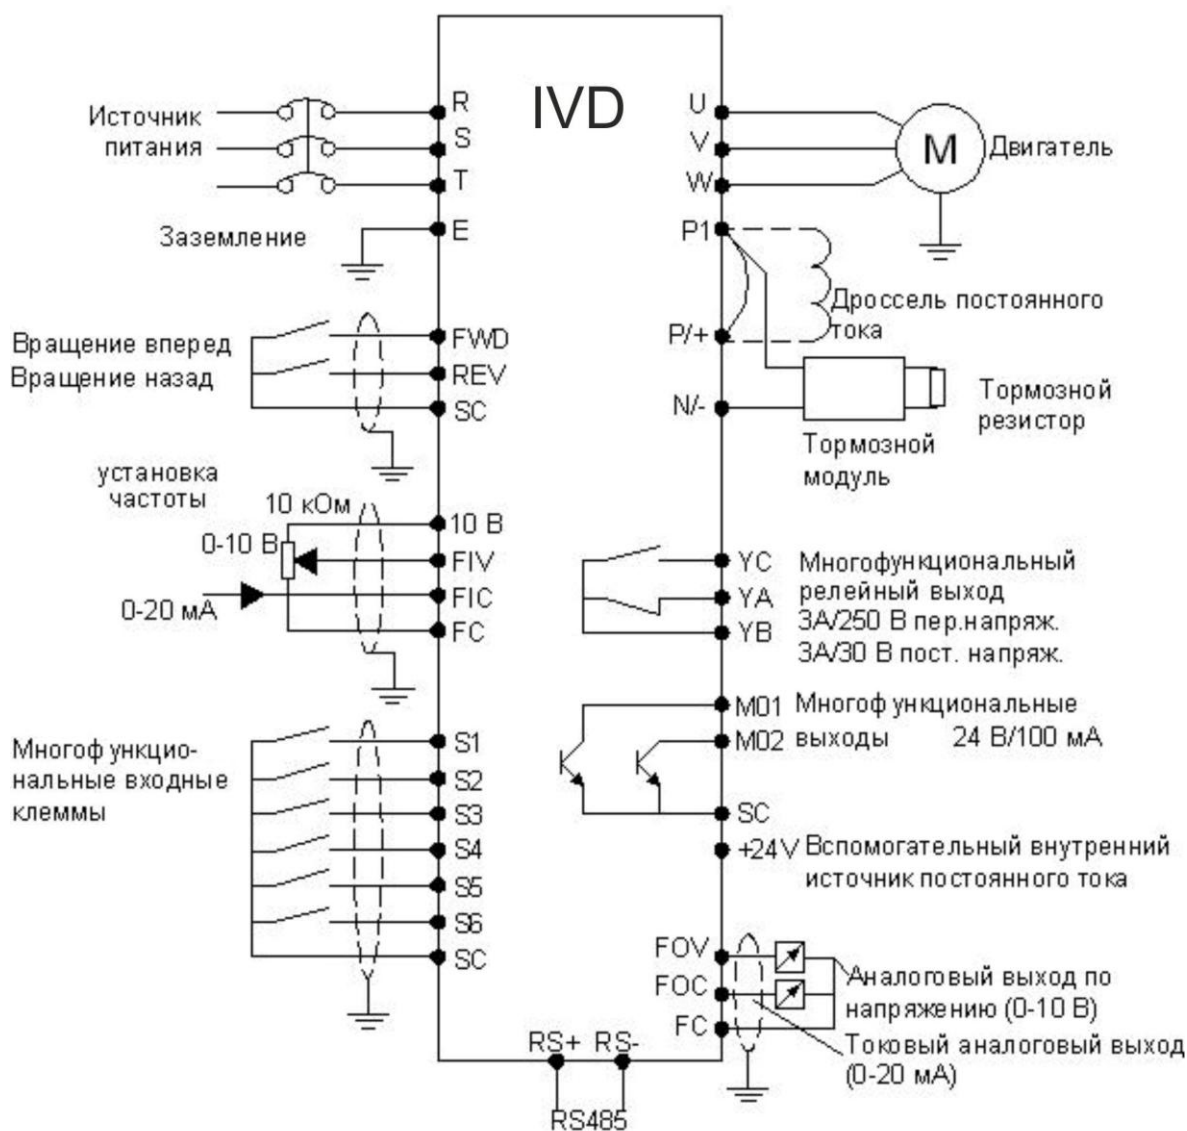 IVD
Источник
питания
R
S
T
Заземление
E
Вращение вперед
Вращение назад
FWD
REV
SC
установка
частоты
10 кОм
0-10 В
0-20 мА
10 В
FIV
FIC
FC
Многофункцио-
нальные входные
клеммы
S1
S2
S3
S4
S5
S6
SC
RS+ RS-
RS485
U
V
W
M
Двигатель
P1
P/+
N/-
Дроссель постоянного
тока
Тормозной
резистор
Тормозной
модуль
YC
YA
YB
Многофункциональный
релейный выход
3А/250 В пер.напряж.
3А/30 В пост. напряж.
M01 Многофункциональные
M02 выходы 24 В/100 мА
SC
+24V Вспомогательный внутренний
источник постоянного тока
FOV
FOC
FC
Аналоговый выход по
напряжению (0-10 В)
Токовый аналоговый выход
(0-20 мА)